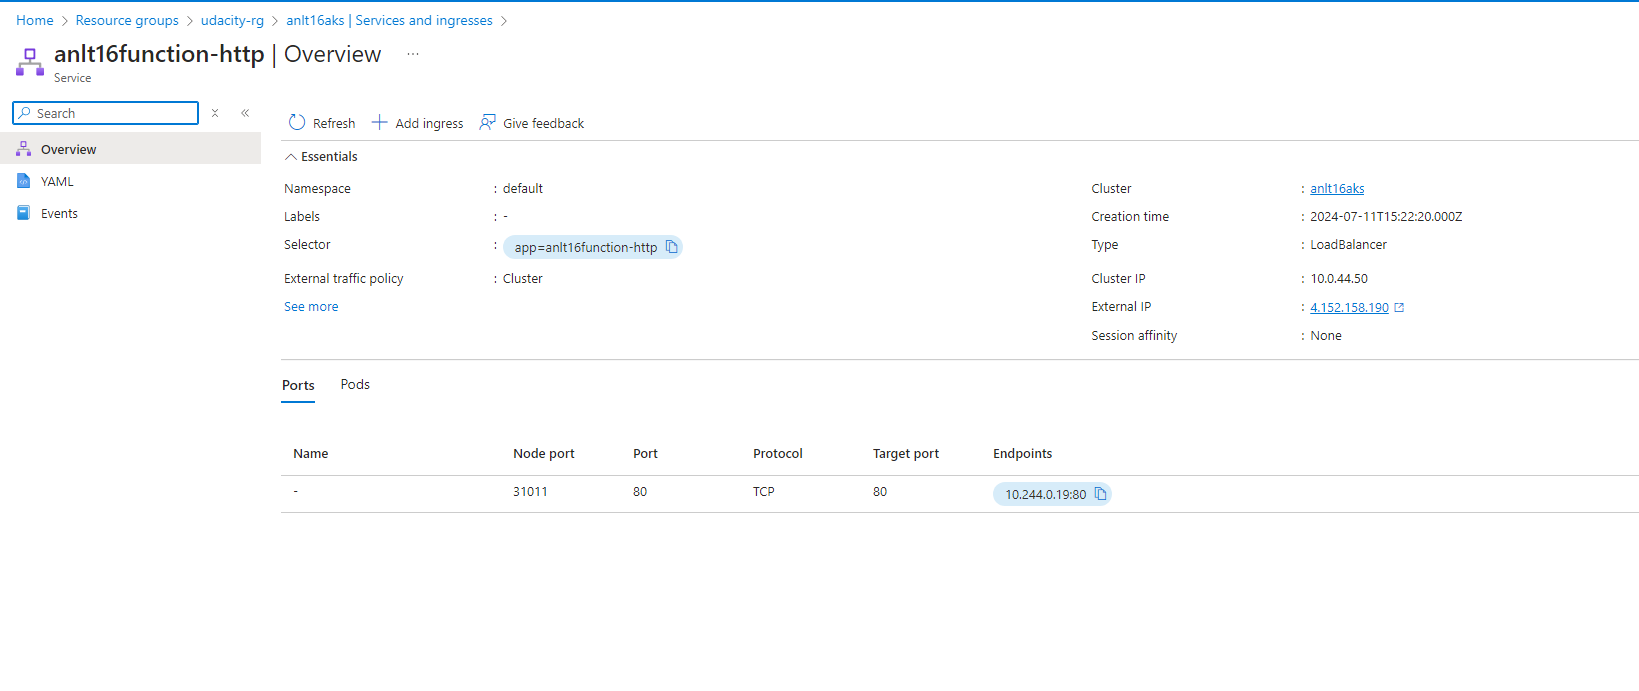 Home > Resource groups > udacity-rg > anlt16aks | Services and ingresses >
anlt16function-http | Overview ...
Service
Search
Refresh Add ingress Give feedback
Overview
YAML
Events
Essentials
Namespace : default
Labels : -
Selector : app=anlt16function-http
External traffic policy : Cluster
See more
Cluster : anlt16aks
Creation time : 2024-07-11T15:22:20.000Z
Type : LoadBalancer
Cluster IP : 10.0.44.50
External IP : 4.152.158.190
Session affinity : None
Ports Pods
Name Node port Port Protocol Target port Endpoints
- 31011 80 TCP 80 10.244.0.19:80